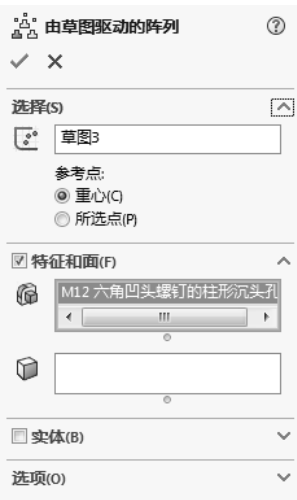 由草图驱动的阵列
选择(S)
草图3
参考点:
重心(C)
所选点(P)
特征和面(F)
M12 六角凹头螺钉的柱形沉头孔
实体(B)
选项(O)